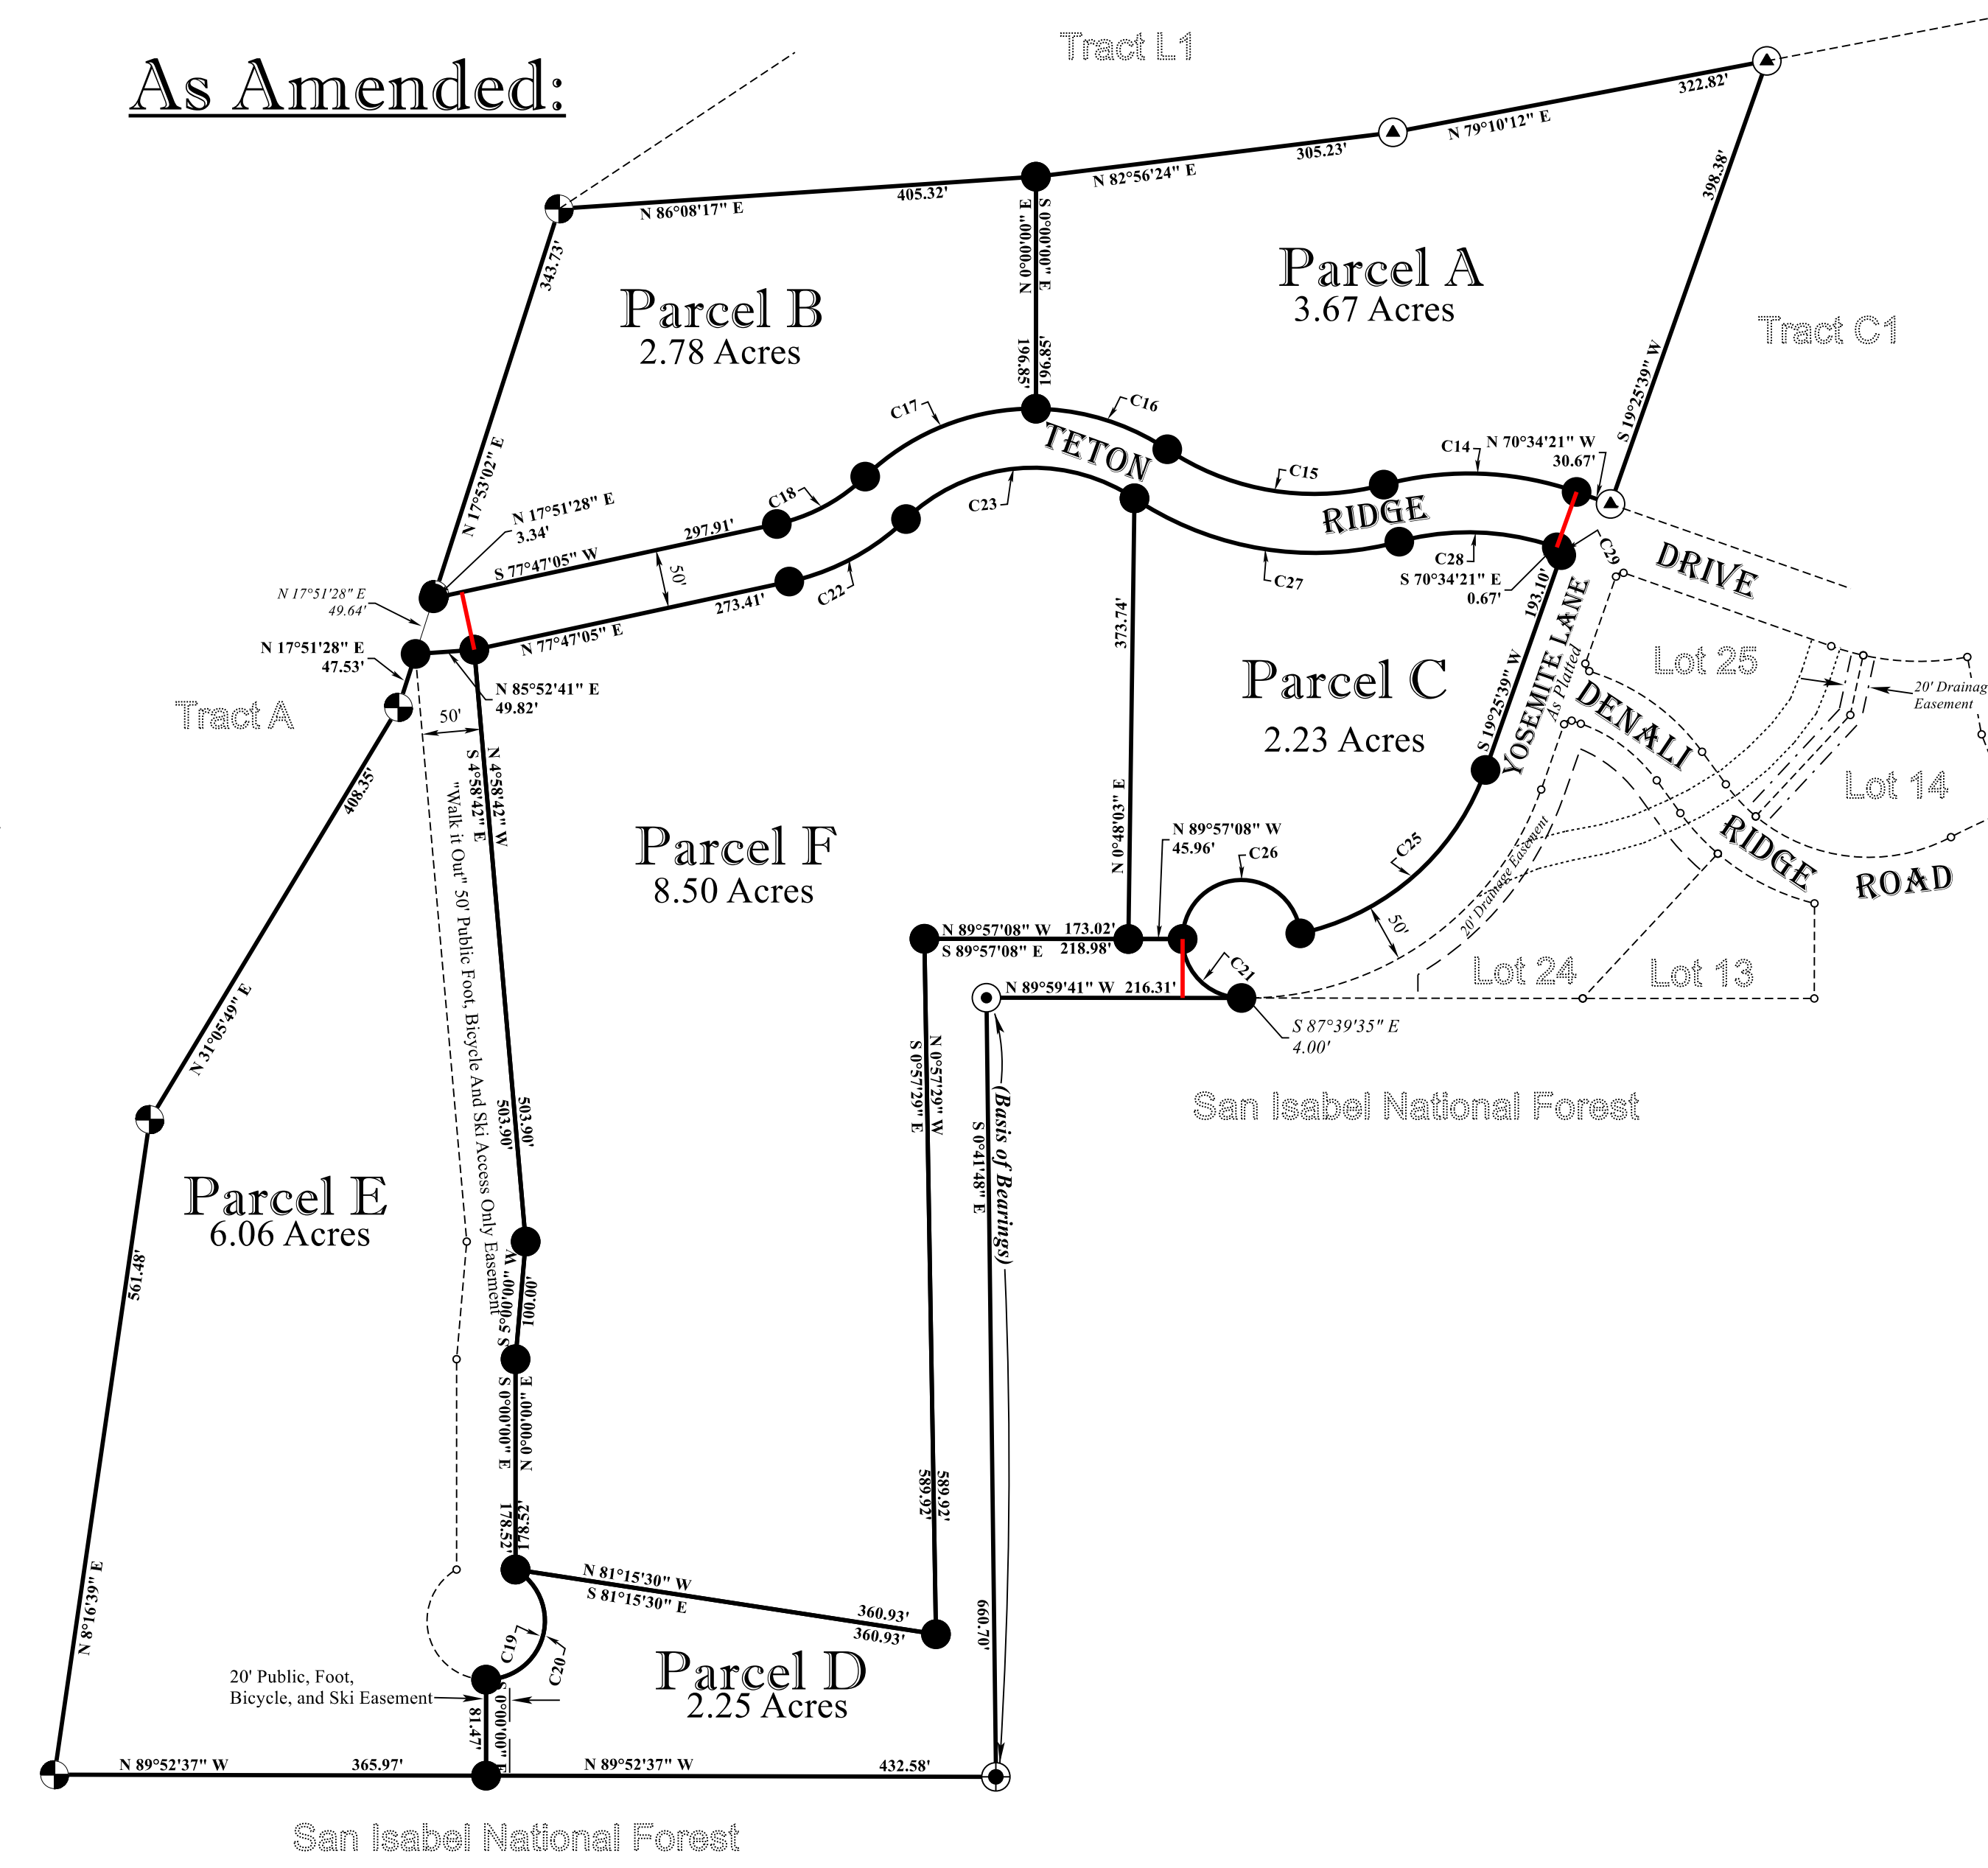 As Amended:
Tract L1
322.82'
N 79°10'12" E
305.23'
N 82°56'24" E
405.32'
N 86°08'17" E
398.38'
S 19°25'39" W
343.73'
N 17°53'02" E
S 0°00'00" E
N 0°00'00" E
196.85'
196.85'
Parcel A
3.67 Acres
Parcel B
2.78 Acres
Tract C1
C17
C16
TETON
C15
C14
N 70°34'21" W
30.67'
RIDGE
DRIVE
C18
C23
C22
C27
C28
C29
S 70°34'21" E
0.67'
N 17°51'28" E
3.34'
297.91'
S 77°47'05" W
50'
273.41'
N 77°47'05" E
N 17°51'28" E
49.64'
N 17°51'28" E
47.53'
N 85°52'41" E
49.82'
50'
Tract A
193.10'
S 19°25'39" W
YOSEMITE LANE
As Platted
DENALI
RIDGE
ROAD
Lot 25
20' Drainag
Easement
Lot 14
373.74'
N 0°48'03" E
Parcel C
2.23 Acres
N 89°57'08" W
45.96'
C26
C25
C21
50'
20' Drainage Easement
Lot 24
Lot 13
408.35'
N 31°05'49" E
N 4°58'42" W
S 4°58'42" E
"Walk it Out" 50' Public Foot, Bicycle And Ski Access Only Easement
Parcel F
8.50 Acres
N 89°57'08" W 173.02'
S 89°57'08" E 218.98'
N 89°59'41" W 216.31'
S 87°39'35" E
4.00'
San Isabel National Forest
N 0°57'29" W
S 0°57'29" E
(Basis of Bearings)
S 0°41'48" E
503.90'
503.90'
Parcel E
6.06 Acres
561.48'
N 8°16'39" E
S 5°00'00" W
100.00'
S 0°00'00" E
N 0°00'00" E
178.52'
178.52'
589.92'
589.92'
660.70'
N 81°15'30" W
S 81°15'30" E
360.93'
360.93'
C19
C20
Parcel D
2.25 Acres
20' Public, Foot,
Bicycle, and Ski Easement
81.47'
S 0°00'00" E
N 89°52'37" W 365.97'
N 89°52'37" W 432.58'
San Isabel National Forest